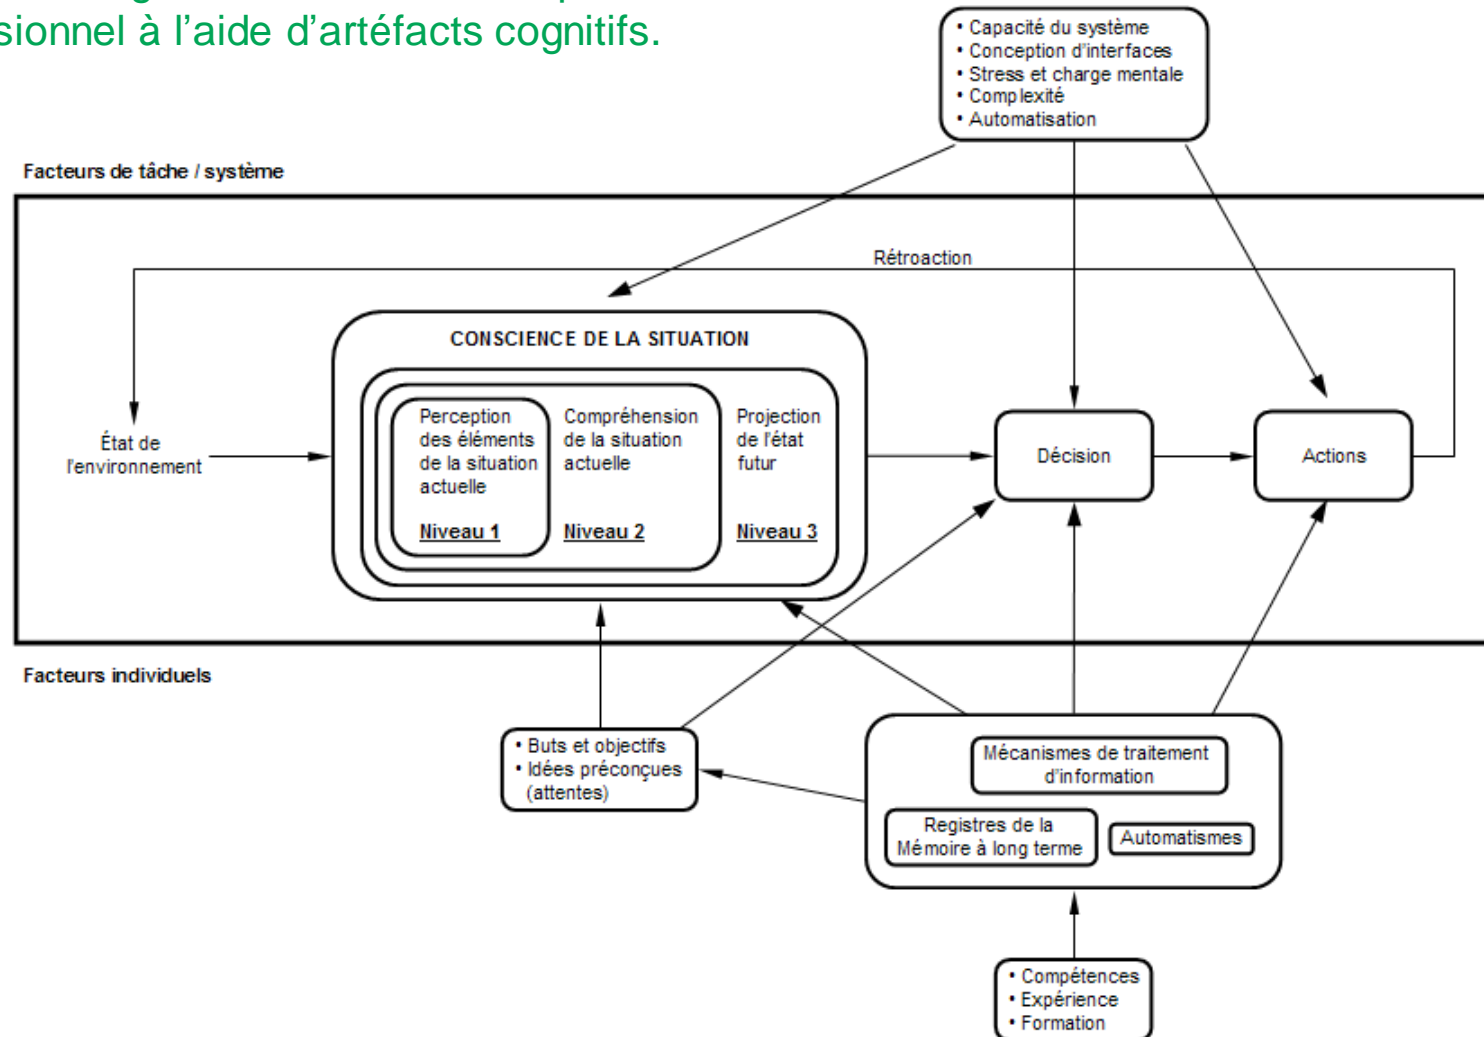 sionnel à l'aide d'artéfacts cognitifs.
• Capacité du système
• Conception d'interfaces
• Stress et charge mentale
• Complexité
• Automatisation
Facteurs de tâche / système
Rétroaction
CONSCIENCE DE LA SITUATION
Perception
des éléments
de la situation
actuelle
Niveau 1
Compréhension
de la situation
actuelle
Niveau 2
Projection
de l'état
futur
Niveau 3
État de
l'environnement
Décision
Actions
Facteurs individuels
• Buts et objectifs
• Idées préconçues
(attentes)
Mécanismes de traitement
d'information
Registres de la
Mémoire à long terme
Automatismes
• Compétences
• Expérience
• Formation